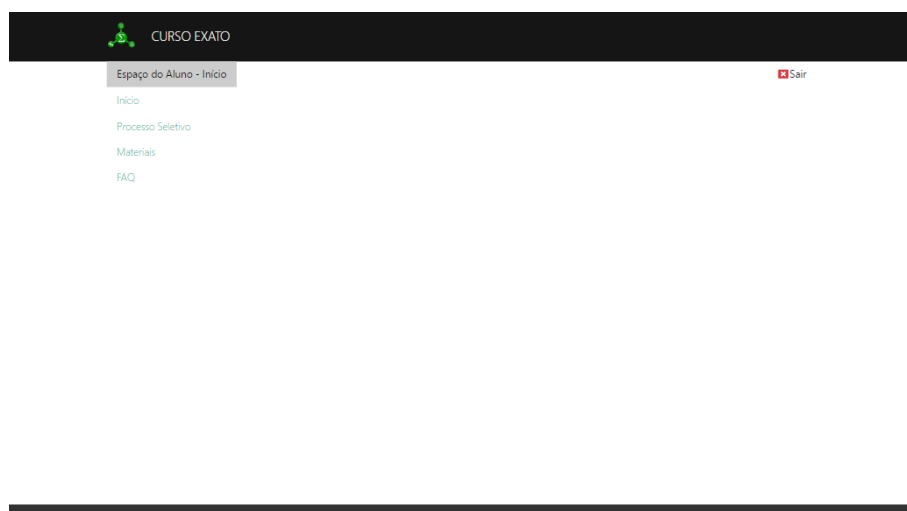 CURSO EXATO
Espaço do Aluno - Início
Sair
Início
Processo Seletivo
Materiais
FAQ